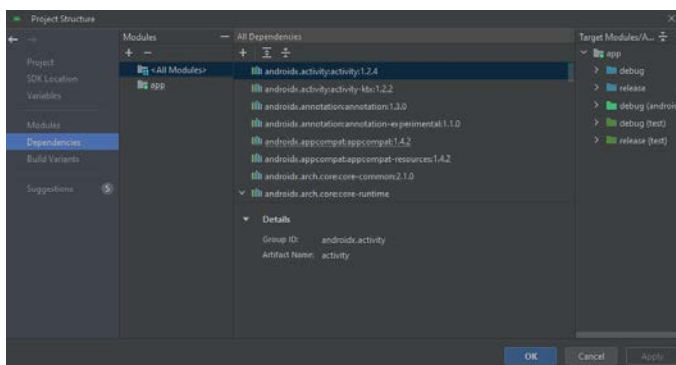 Project Structure
Project
SDK Location
Variables
Modules
Dependencies
Build Variants
Suggestions 5
Modules
<All Modules>
app
All Dependencies
androidx.activity:activity:1.2.4
androidx.activity:activity-ktx:1.2.2
androidx.annotation:annotation:1.3.0
androidx.annotation:annotation-experimental:1.1.0
androidx.appcompat:appcompat:1.4.2
androidx.appcompat:appcompat-resources:1.4.2
androidx.arch.core:core-common:2.1.0
androidx.arch.core:core-runtime
Details
Group ID: androidx.activity
Artifact Name: activity
Target Modules/A...
app
debug
release
debug (androi
debug (test)
release (test)
OK
Cancel
Apply